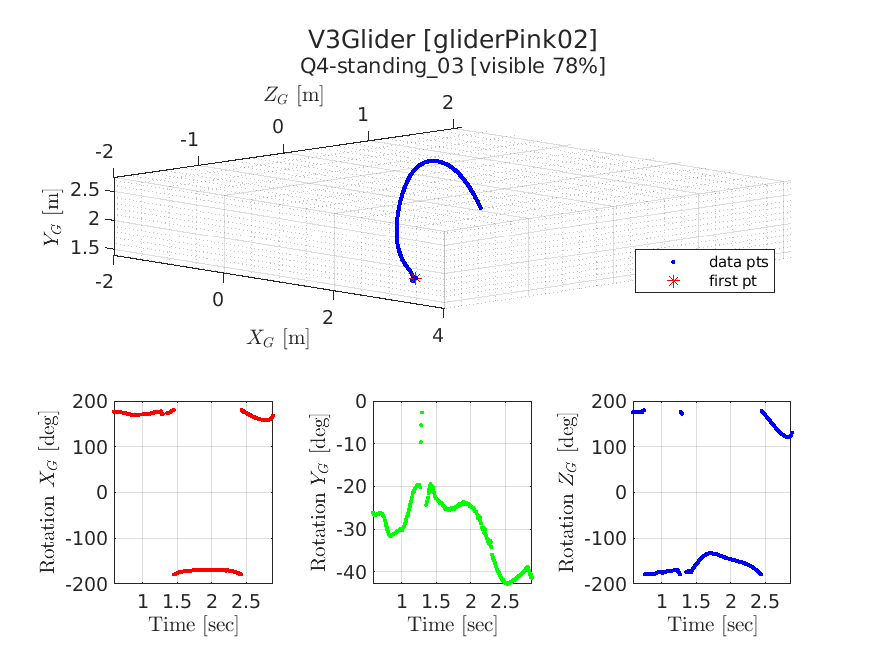 V3Glider [gliderPink02]
Q4-standing_03 [visible 78%]
Z_G [m]
-2 -1 0 1 2
Y_G [m]
2.5
2
1.5
-2 0 2 4
X_G [m]
data pts
first pt
Rotation X_G [deg]
200
100
0
-100
-200
1 1.5 2 2.5
Time [sec]
Rotation Y_G [deg]
0
-10
-20
-30
-40
1 1.5 2 2.5
Time [sec]
Rotation Z_G [deg]
200
100
0
-100
-200
1 1.5 2 2.5
Time [sec]